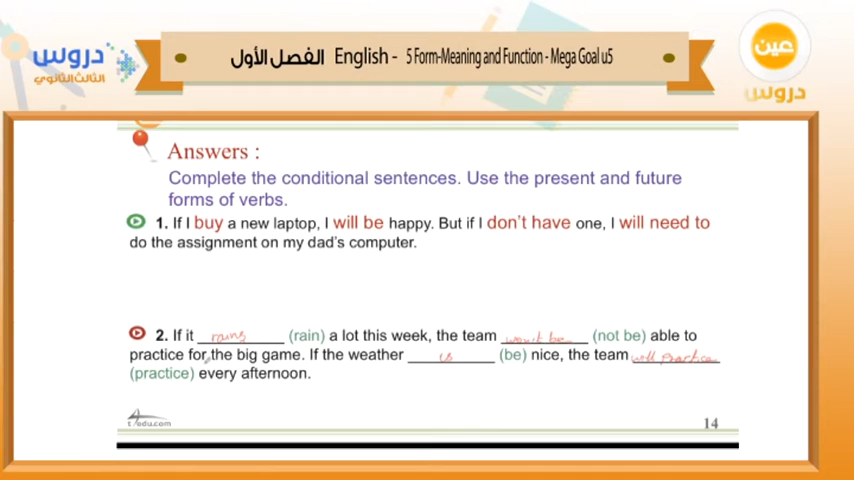 دروس
الثالث الثانوي
الفصل الأول English - 5 Form-Meaning and Function - Mega Goal u5
عين
دروس
Answers :
Complete the conditional sentences. Use the present and future
forms of verbs.
1. If I buy a new laptop, I will be happy. But if I don't have one, I will need to
do the assignment on my dad's computer.
2. If it rains (rain) a lot this week, the team won't be (not be) able to
practice for the big game. If the weather is (be) nice, the team will practice
(practice) every afternoon.
14